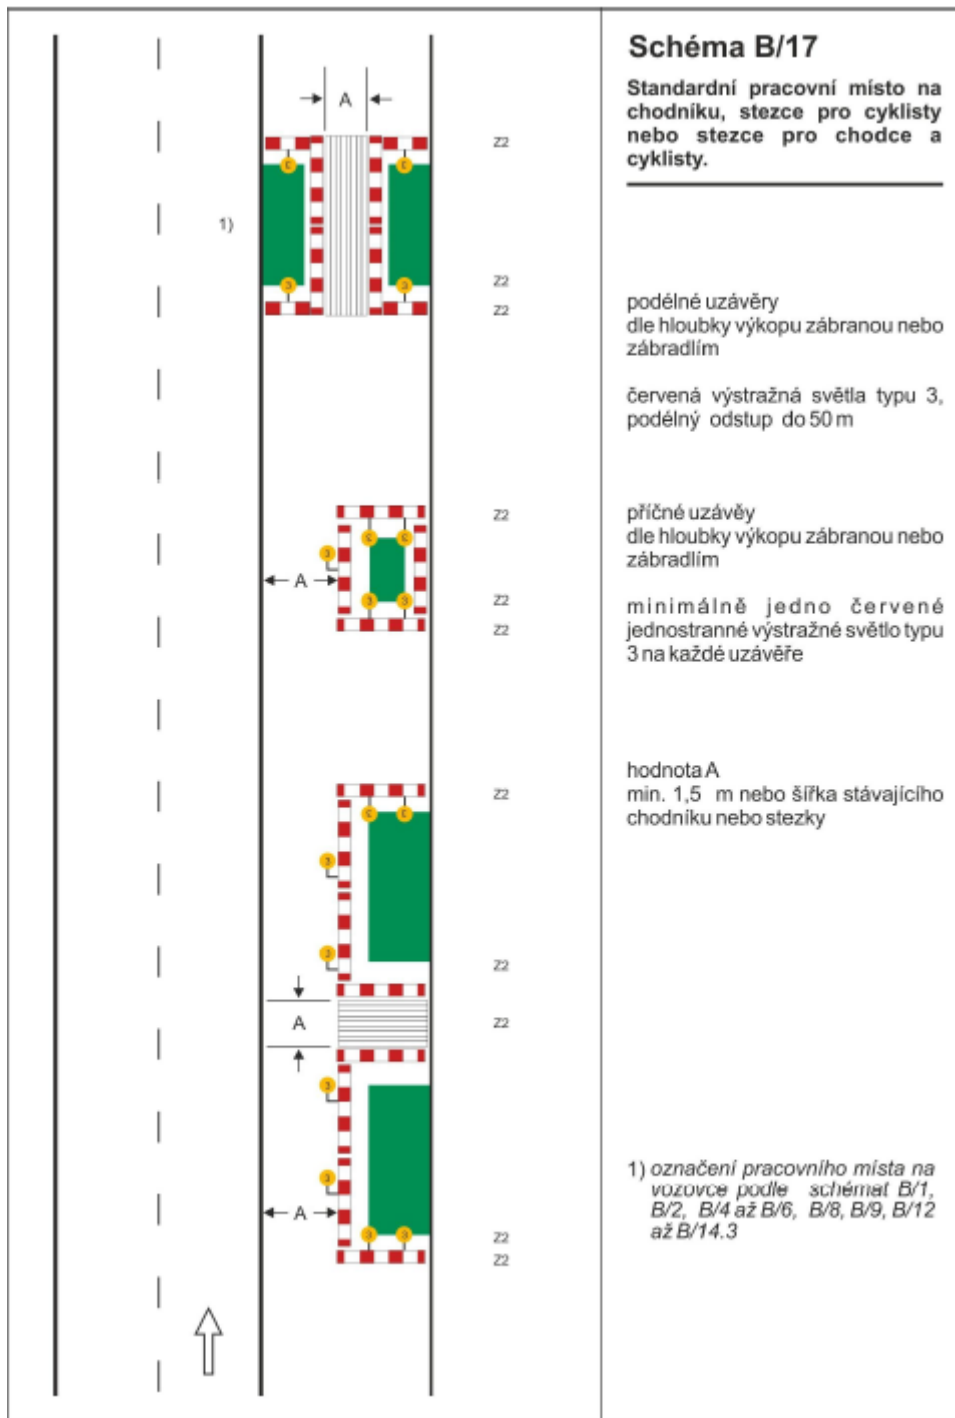 Schéma B/17
Standardní pracovní místo na
chodníku, stezce pro cyklisty
nebo stezce pro chodce a
cyklisty.
A
Z2
1)
Z2
Z2
podélné uzávěry
dle hloubky výkopu zábranou nebo
zábradlím
červená výstražná světla typu 3,
podélný odstup do 50 m
Z2
A
Z2
Z2
příčné uzávěy
dle hloubky výkopu zábranou nebo
zábradlím
minimálně jedno červené
jednostranné výstražné světlo typu
3 na každé uzávěře
Z2
hodnota A
min. 1,5 m nebo šířka stávajícího
chodníku nebo stezky
Z2
A
Z2
A
Z2
Z2
1) označení pracovního místa na
vozovce podle schémat B/1,
B/2, B/4 až B/6, B/8, B/9, B/12
až B/14.3